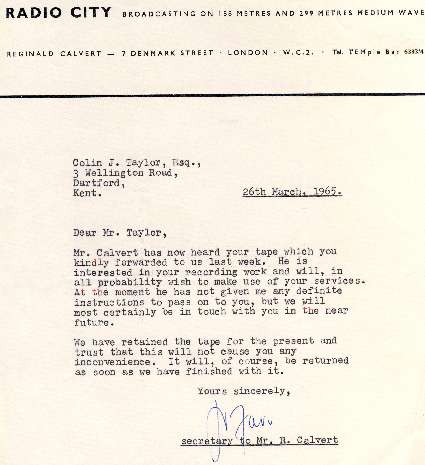 RADIO CITY BROADCASTING ON 188 METRES AND 299 METRES MEDIUM WAVE
REGINALD CALVERT — 7 DENMARK STREET · LONDON · W.C.2. · Tel. TEMple Bar
Colin J. Taylor, Esq.,
3 Wellington Road,
Dartford,
Kent. 26th March, 1965.
Dear Mr. Taylor,
Mr. Calvert has now heard your tape which you
kindly forwarded to us last week. He is
interested in your recording work and will, in
all probability wish to make use of your services.
At the moment he has not given me any definite
instructions to pass on to you, but we will
most certainly be in touch with you in the near
future.
We have retained the tape for the present and
trust that this will not cause you any
inconvenience. It will, of course, be returned
as soon as we have finished with it.
Yours sincerely,
secretary to Mr. R. Calvert